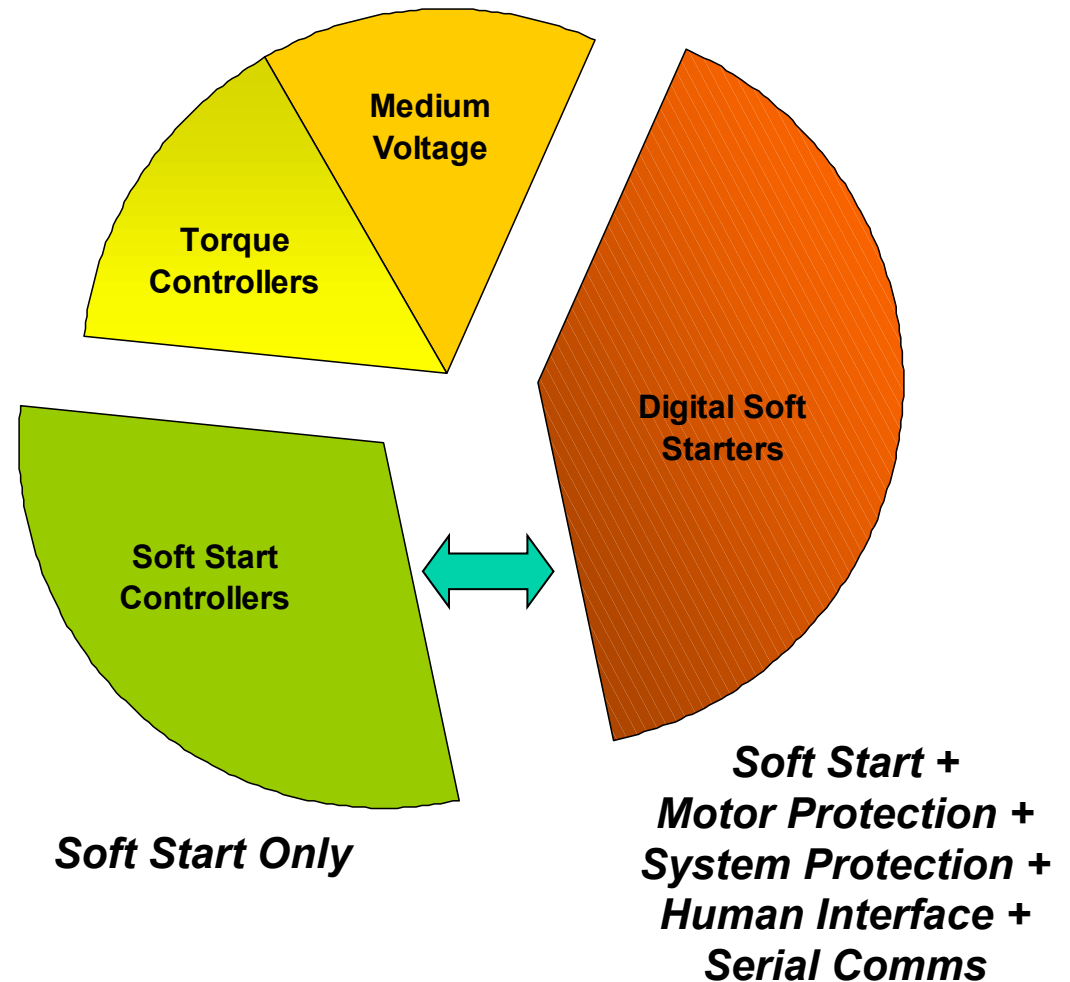 Medium
Voltage
Torque
Controllers
Digital Soft
Starters
Soft Start
Controllers
Soft Start Only
Soft Start +
Motor Protection +
System Protection +
Human Interface +
Serial Comms